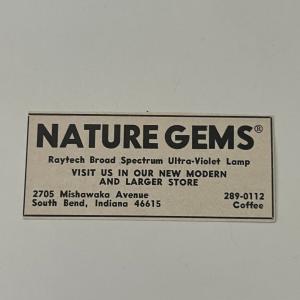 NATURE GEMS®
Raytech Broad Spectrum Ultra-Violet Lamp
VISIT US IN OUR NEW MODERN
AND LARGER STORE
2705 Mishawaka Avenue 289-0112
South Bend, Indiana 46615 Coffee